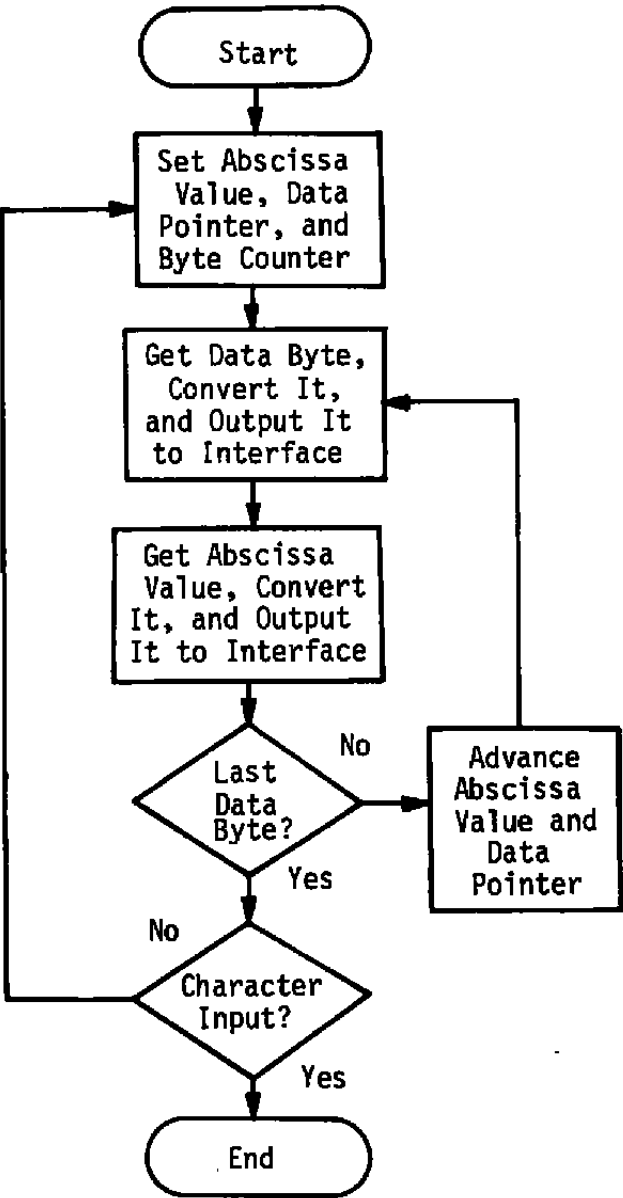 Start
Set Abscissa
Value, Data
Pointer, and
Byte Counter
Get Data Byte,
Convert It,
and Output It
to Interface
Get Abscissa
Value, Convert
It, and Output
It to Interface
Last
Data
Byte?
No
Advance
Abscissa
Value and
Data
Pointer
Yes
No
Character
Input?
Yes
End